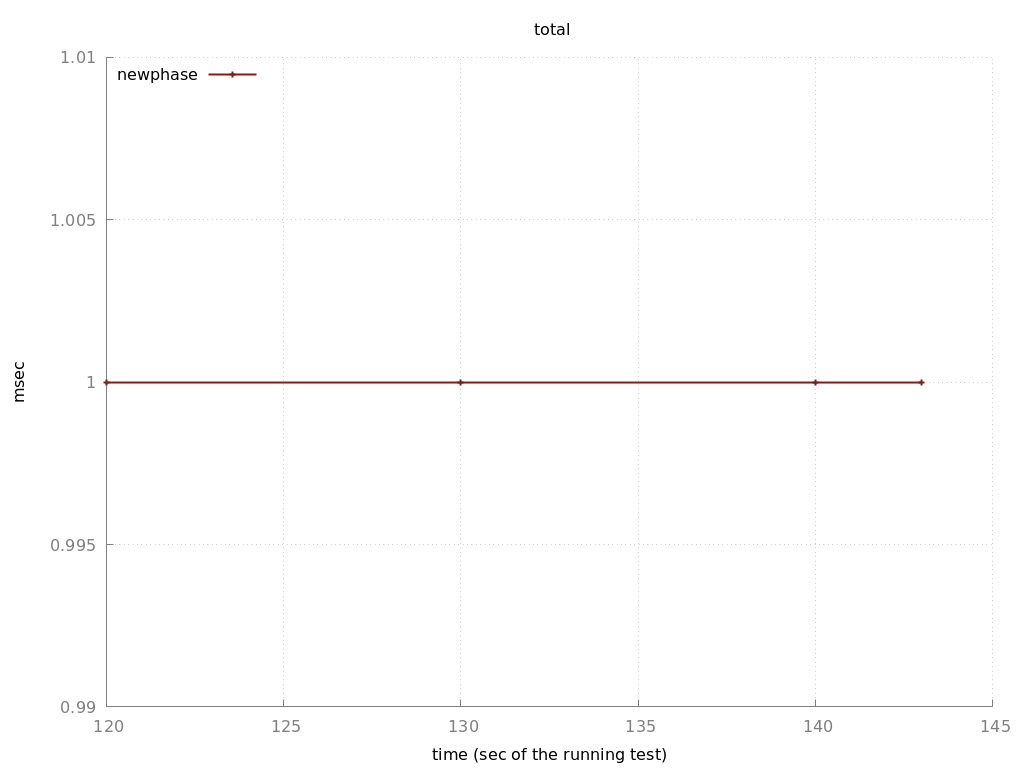 total
1.01
newphase
1.005
msec
1
0.995
0.99
120 125 130 135 140 145
time (sec of the running test)